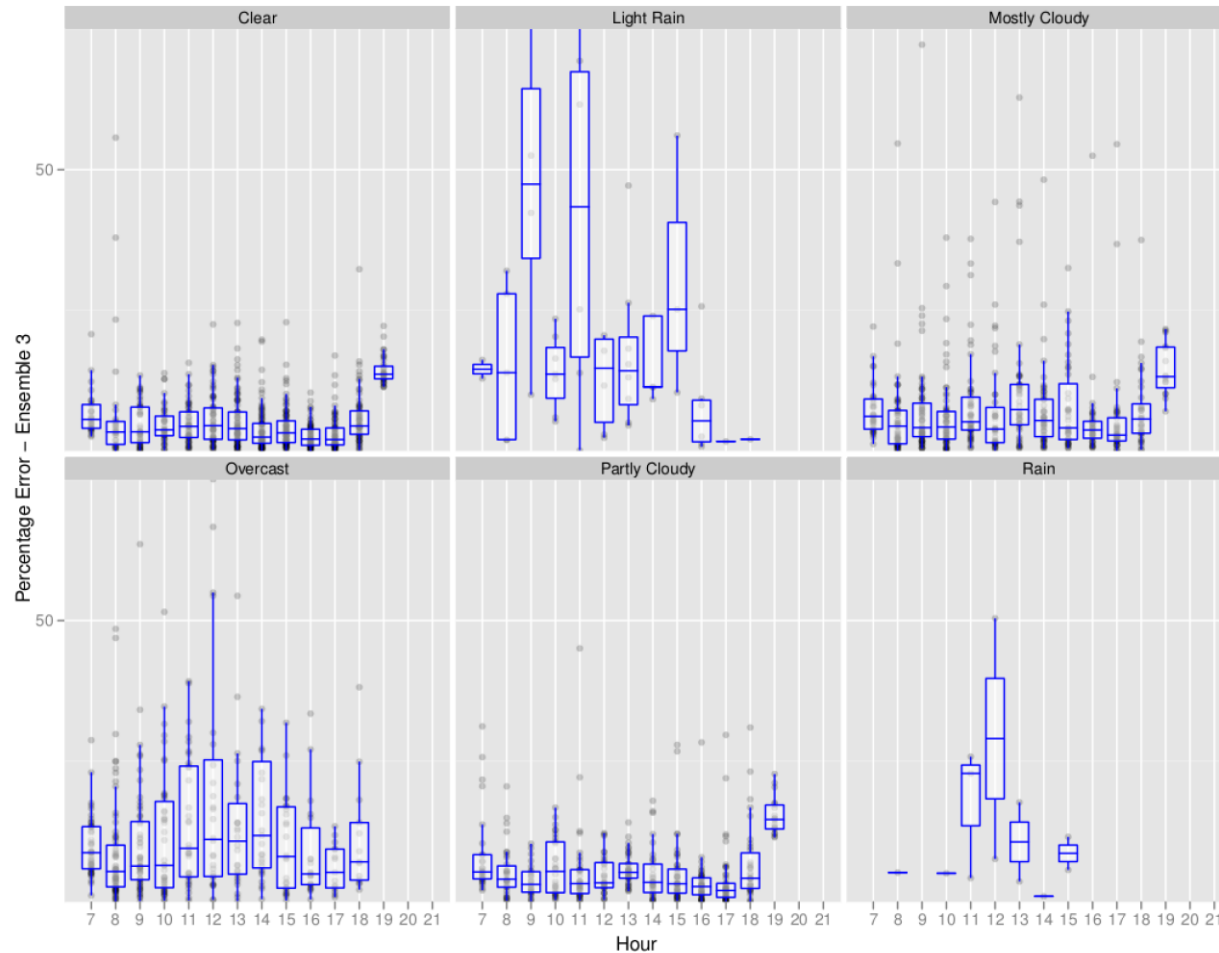 Clear Light Rain Mostly Cloudy
50
Overcast Partly Cloudy Rain
50
7 8 9 10 11 12 13 14 15 16 17 18 19 20 21 7 8 9 10 11 12 13 14 15 16 17 18 19 20 21 7 8 9 10 11 12 13 14 15 16 17 18 19 20 21
Hour
Percentage Error – Ensemble 3